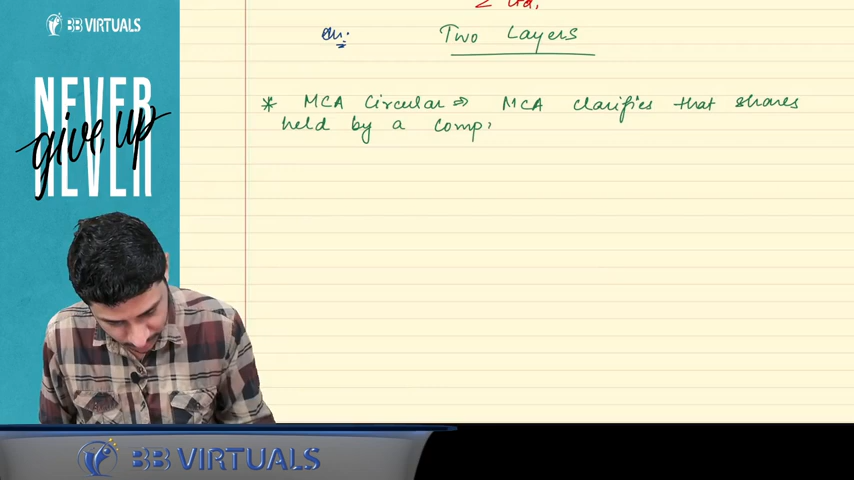 BB VIRTUALS
NEVER
give up
NEVER
Z Ltd.
Two Layers
* MCA Circular ⇒ MCA clarifies that shares
held by a comp.
BB VIRTUALS